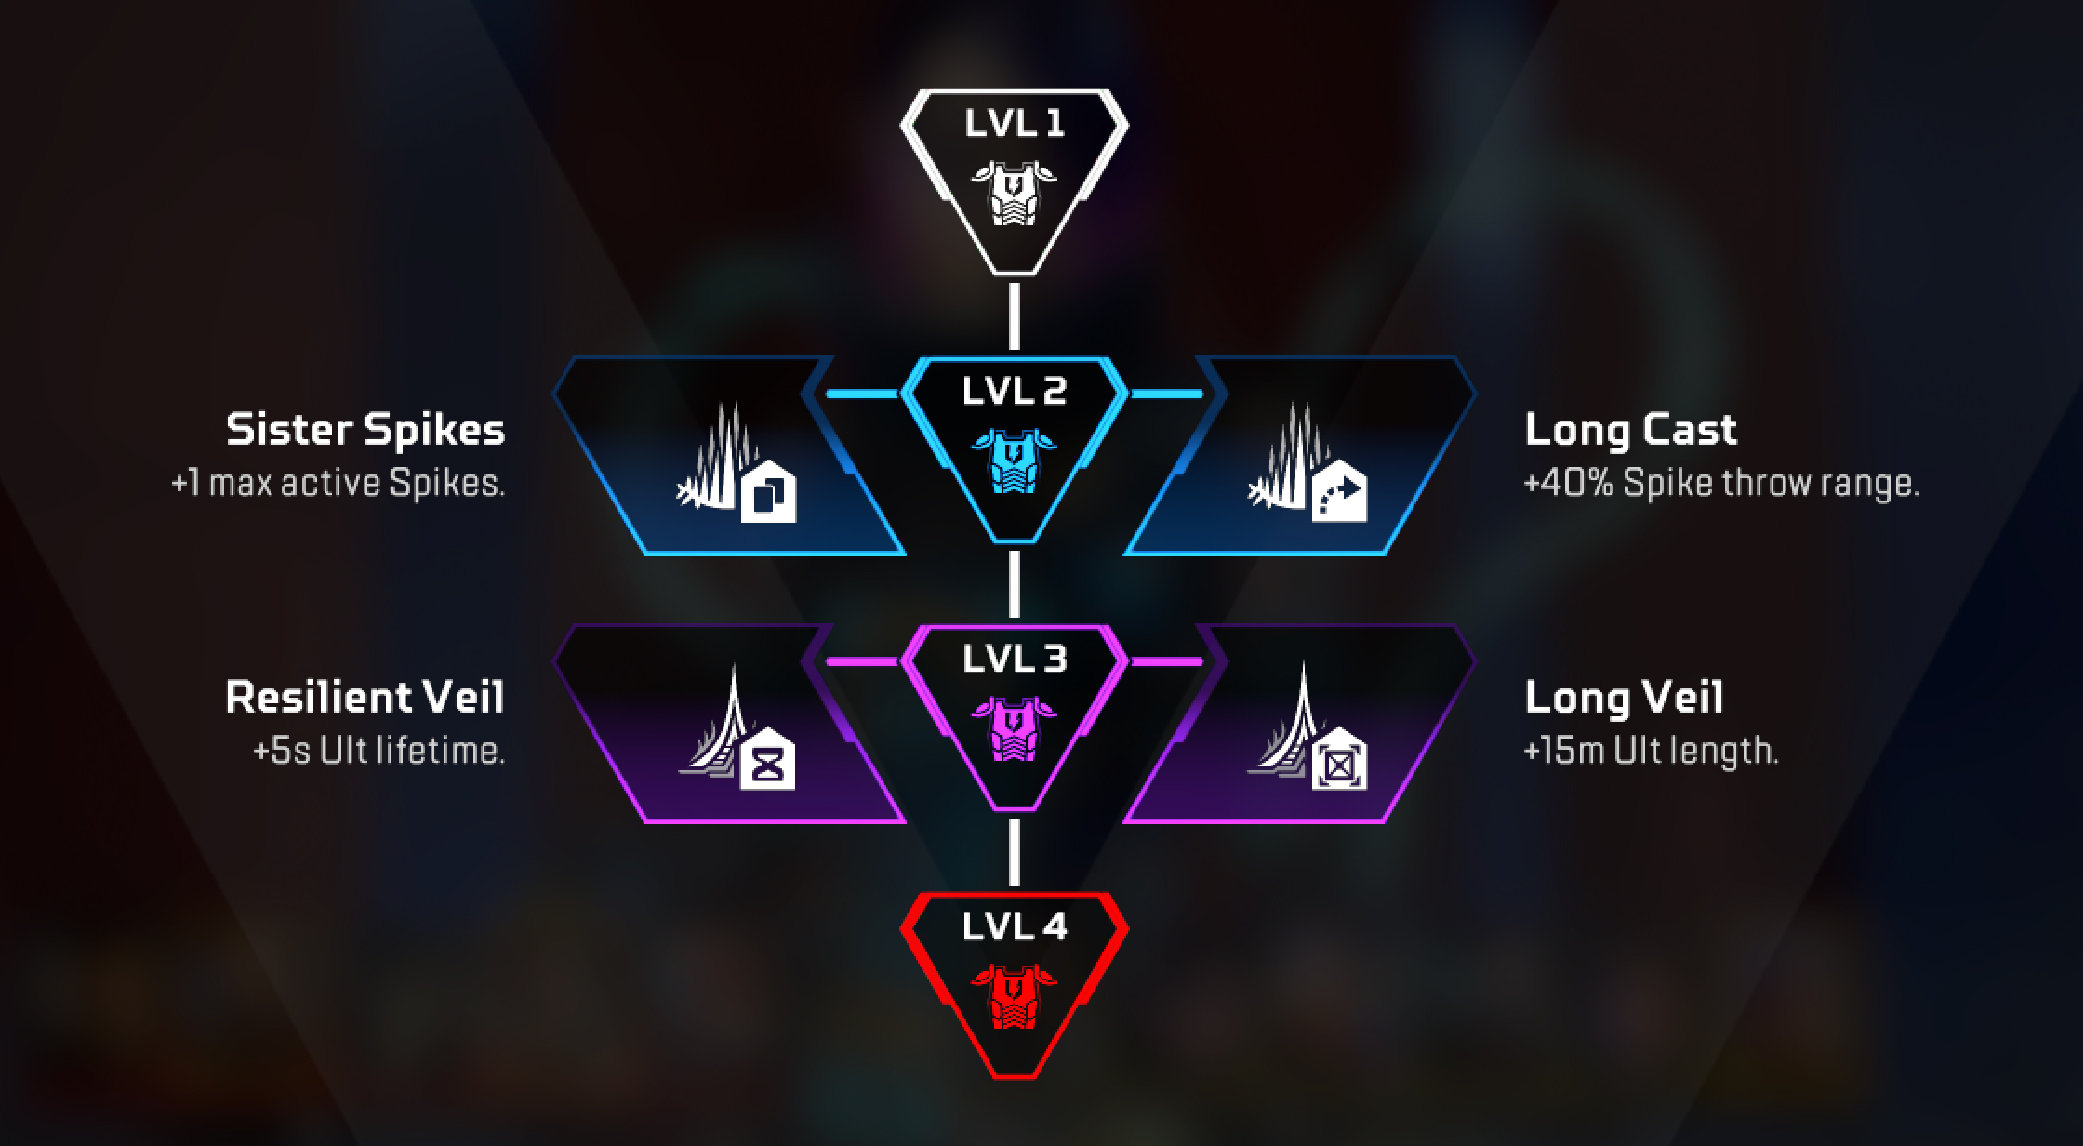 LVL 1
LVL 2
Sister Spikes
+1 max active Spikes.
Long Cast
+40% Spike throw range.
LVL 3
Resilient Veil
+5s Ult lifetime.
Long Veil
+15m Ult length.
LVL 4